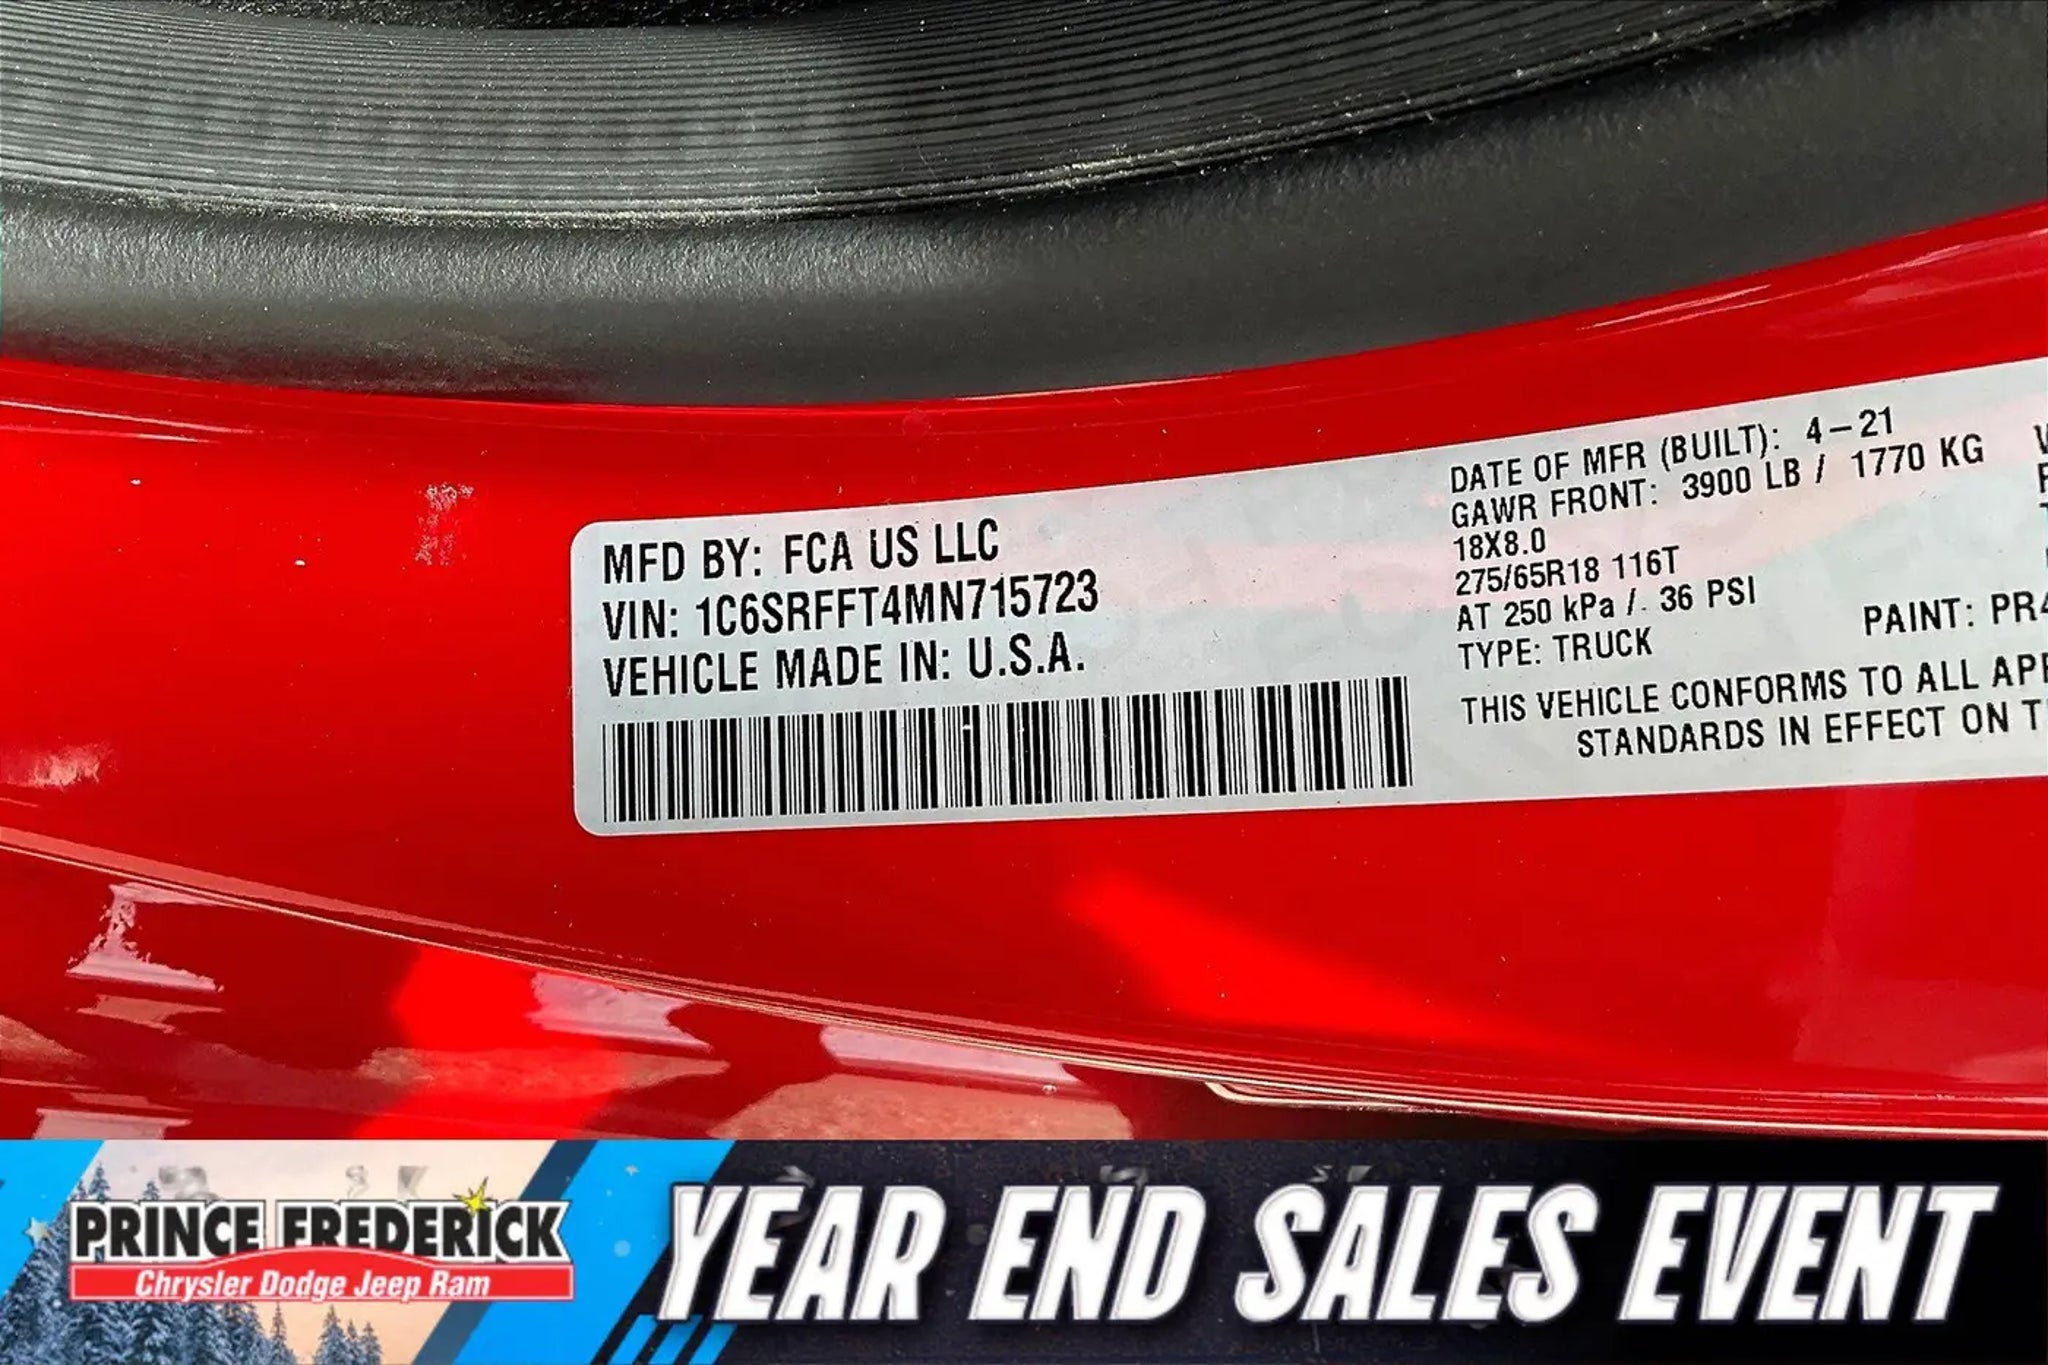 MFD BY: FCA US LLC
VIN: 1C6SRFFT4MN715723
VEHICLE MADE IN: U.S.A.
DATE OF MFR (BUILT): 4-21
GAWR FRONT: 3900 LB / 1770 KG
18X8.0
275/65R18 116T
AT 250 kPa / 36 PSI
TYPE: TRUCK
PAINT: PR4
THIS VEHICLE CONFORMS TO ALL
STANDARDS IN EFFECT ON
PRINCE FREDERICK
Chrysler Dodge Jeep Ram
YEAR END SALES EVENT